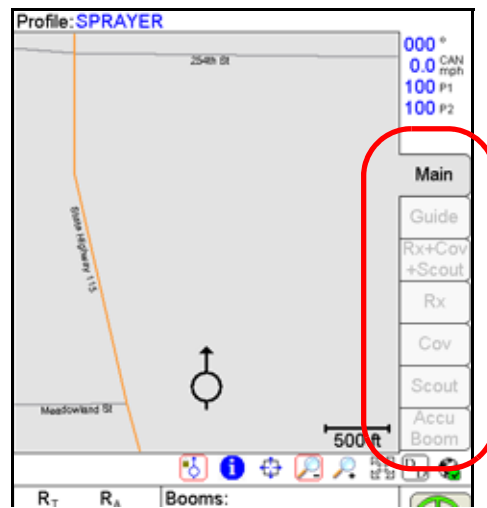 Profile: SPRAYER
000 °
0.0 CAN mph
100 P1
100 P2
254th St
Main
Guide
Rx+Cov
+Scout
Rx
Cov
Scout
Accu
Boom
State Highway 115
Meadowland St
500 ft
RT RA Booms: